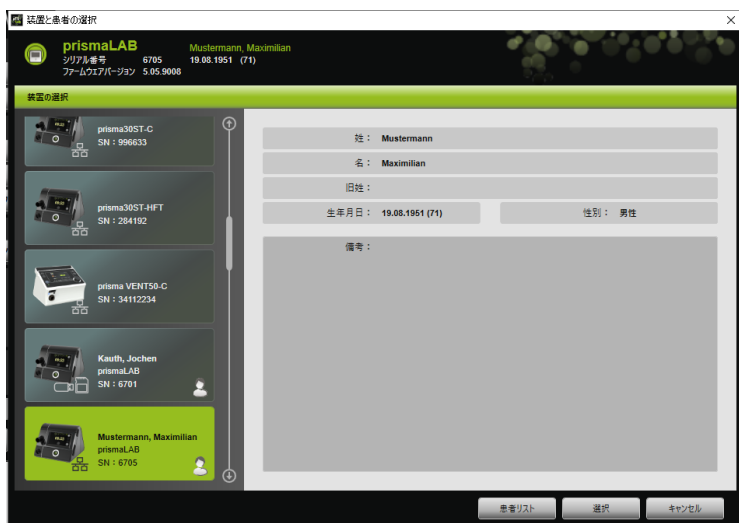 装置と患者の選択
prismaLAB
シリアル番号 6705
ファームウエアバージョン 5.05.9008
Mustermann, Maximilian
19.08.1951 (71)
装置の選択
prisma30ST-C
SN：996633
prisma30ST-HFT
SN：284192
prisma VENT50-C
SN：34112234
Kauth, Jochen
prismaLAB
SN：6701
Mustermann, Maximilian
prismaLAB
SN：6705
姓： Mustermann
名： Maximilian
旧姓：
生年月日： 19.08.1951 (71)
性別： 男性
備考：
患者リスト
選択
キャンセル